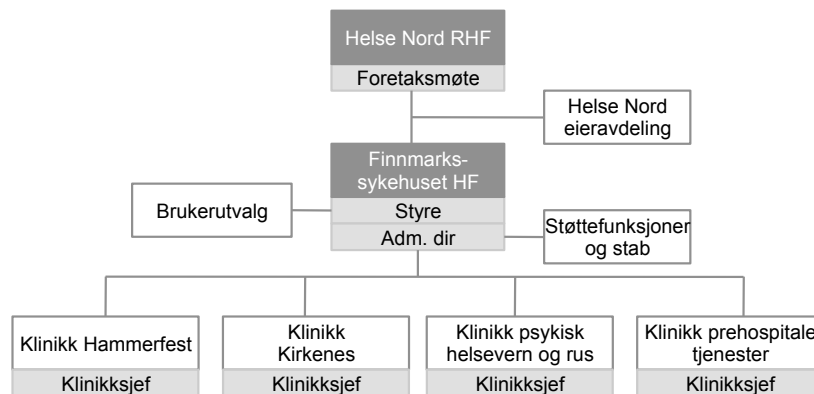 Helse Nord RHF
Foretaksmøte
Helse Nord
eieravdeling
Finnmarks-
sykehuset HF
Brukerutvalg
Styre
Adm. dir
Støttefunksjoner
og stab
Klinikk Hammerfest
Klinikksjef
Klinikk
Kirkenes
Klinikksjef
Klinikk psykisk
helsevern og rus
Klinikksjef
Klinikk prehospitale
tjenester
Klinikksjef